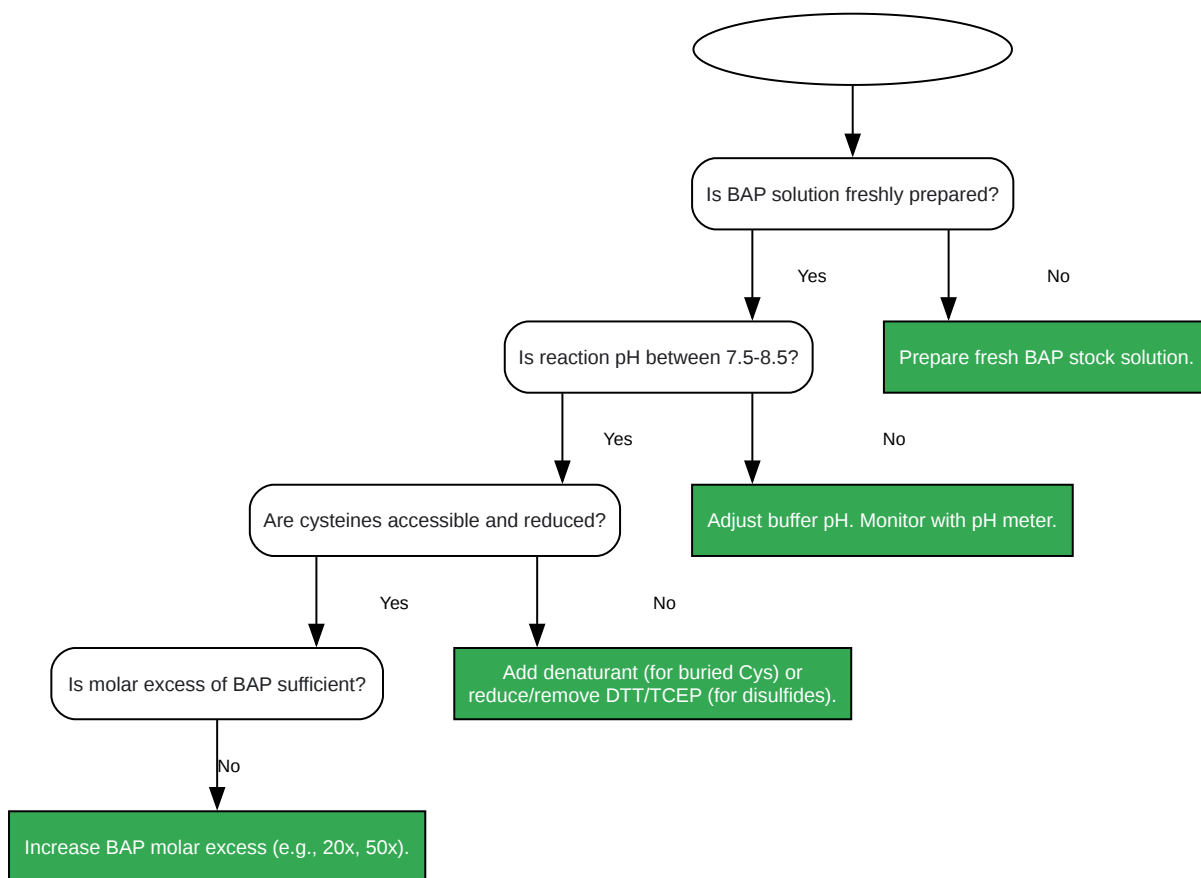 Is BAP solution freshly prepared?
Yes
No
Is reaction pH between 7.5-8.5?
Prepare fresh BAP stock solution.
Yes
No
Are cysteines accessible and reduced?
Adjust buffer pH. Monitor with pH meter.
Yes
No
Is molar excess of BAP sufficient?
Add denaturant (for buried Cys) or
reduce/remove DTT/TCEP (for disulfides).
No
Increase BAP molar excess (e.g., 20x, 50x).